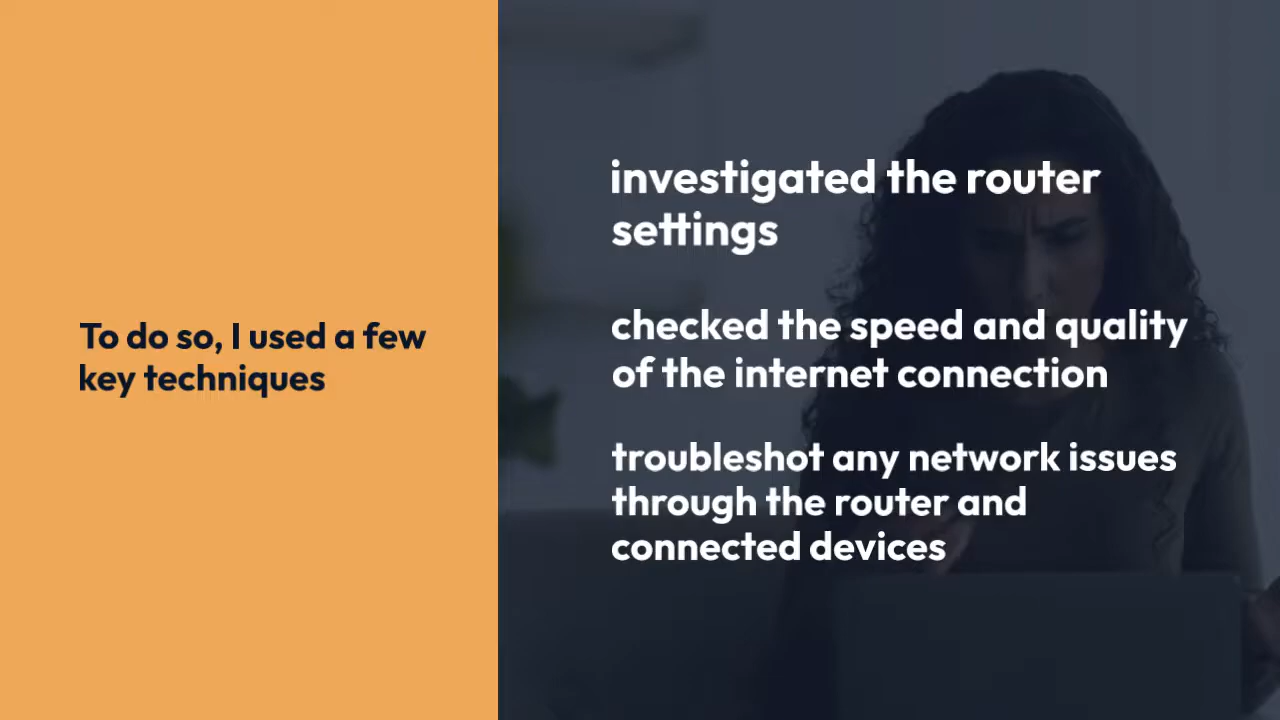 To do so, I used a few
key techniques
investigated the router
settings
checked the speed and quality
of the internet connection
troubleshot any network issues
through the router and
connected devices